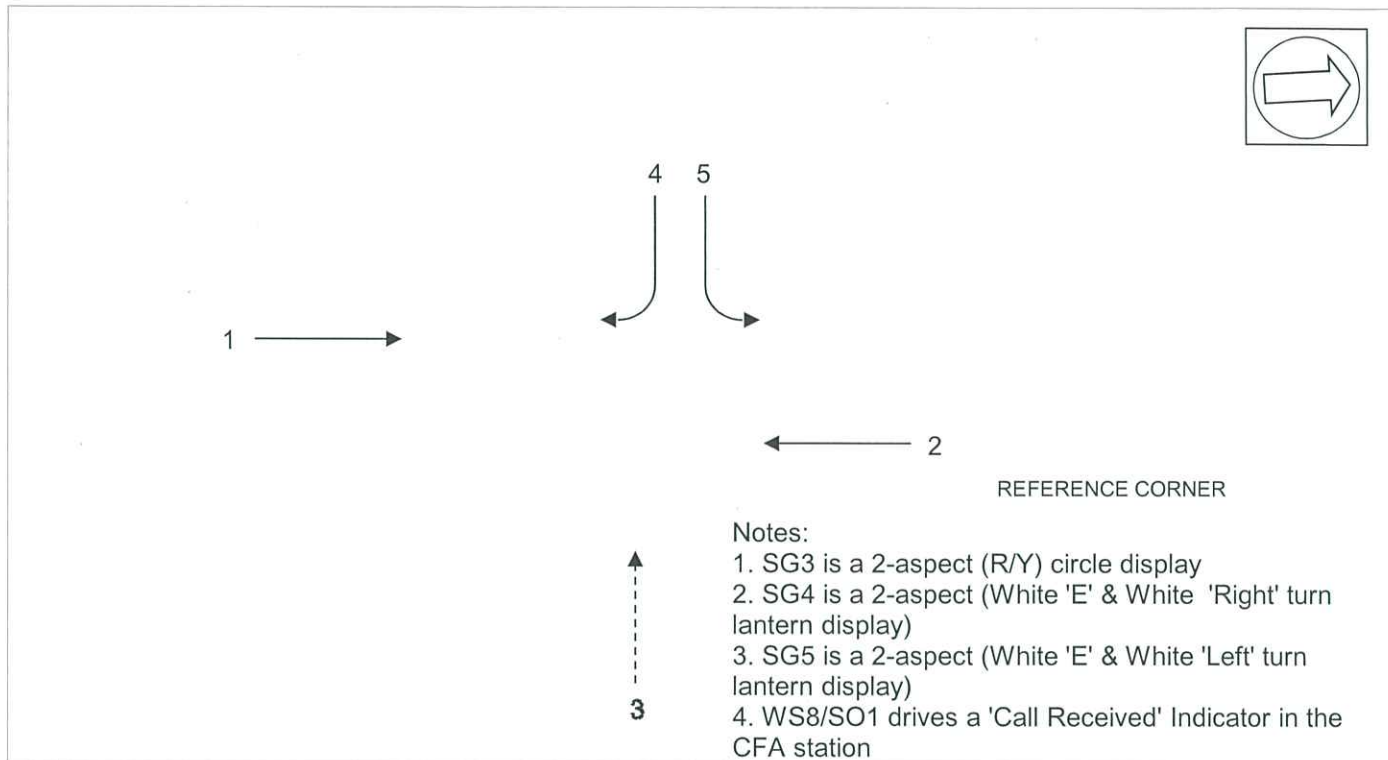 4 5
1
2
REFERENCE CORNER
Notes:
1. SG3 is a 2-aspect (R/Y) circle display
2. SG4 is a 2-aspect (White 'E' & White 'Right' turn
lantern display)
3. SG5 is a 2-aspect (White 'E' & White 'Left' turn
lantern display)
3
4. WS8/SO1 drives a 'Call Received' Indicator in the
CFA station